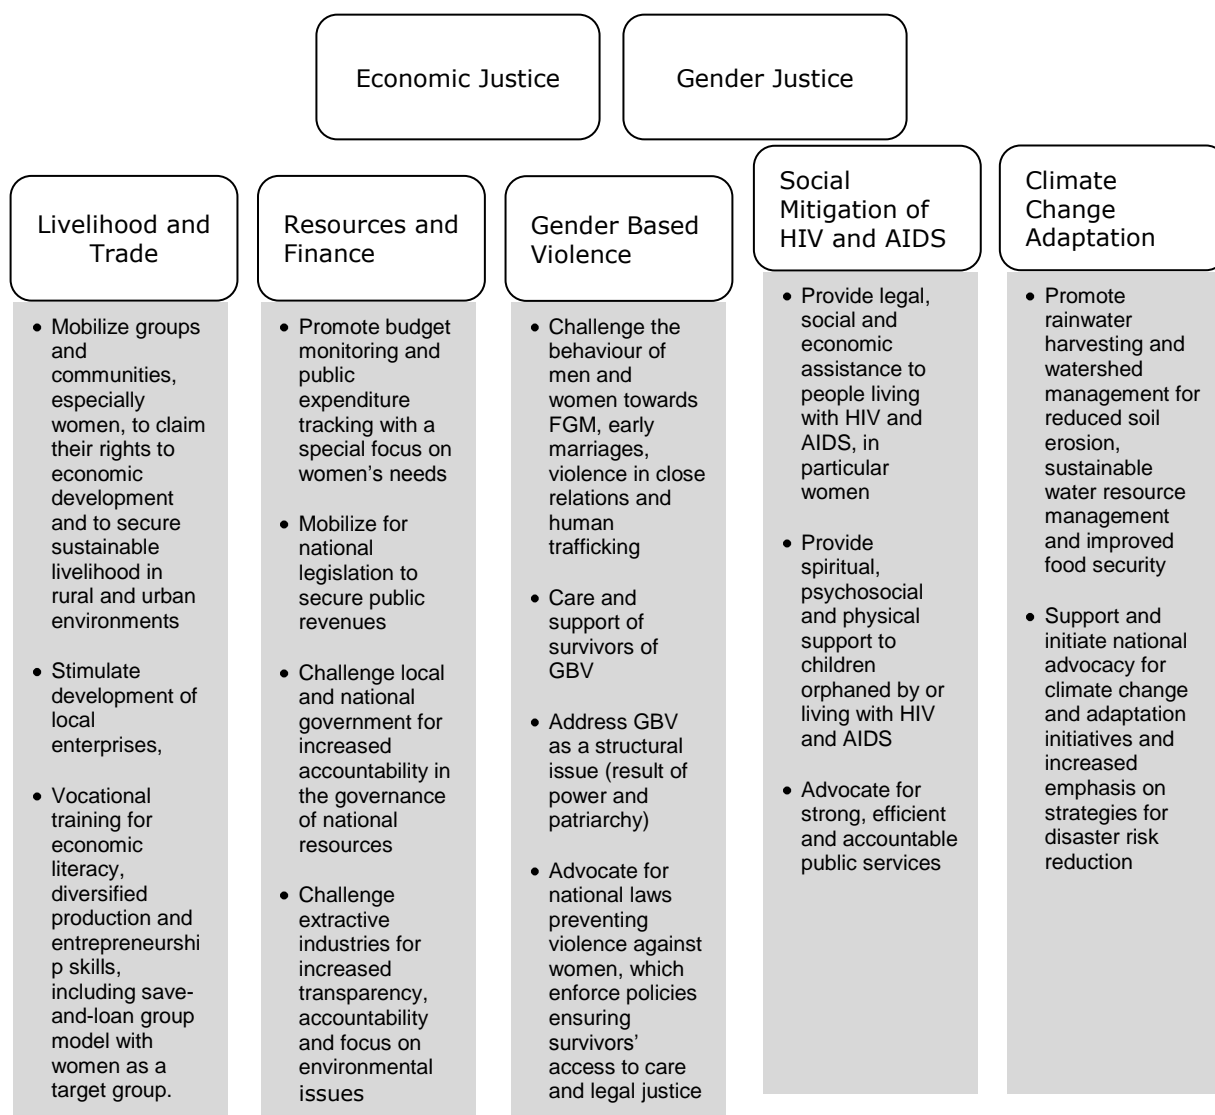 Economic Justice
Gender Justice
Livelihood and
Trade
• Mobilize groups
and
communities,
especially
women, to claim
their rights to
economic
development
and to secure
sustainable
livelihood in
rural and urban
environments
• Stimulate
development of
local
enterprises,
• Vocational
training for
economic
literacy,
diversified
production and
entrepreneurshi
p skills,
including save-
and-loan group
model with
women as a
target group.
Resources and
Finance
• Promote budget
monitoring and
public
expenditure
tracking with a
special focus on
women’s needs
• Mobilize for
national
legislation to
secure public
revenues
• Challenge local
and national
government for
increased
accountability in
the governance
of national
resources
• Challenge
extractive
industries for
increased
transparency,
accountability
and focus on
environmental
issues
Gender Based
Violence
• Challenge the
behaviour of
men and
women towards
FGM, early
marriages,
violence in close
relations and
human
trafficking
• Care and
support of
survivors of
GBV
• Address GBV
as a structural
issue (result of
power and
patriarchy)
• Advocate for
national laws
preventing
violence against
women, which
enforce policies
ensuring
survivors’
access to care
and legal justice
Social
Mitigation of
HIV and AIDS
• Provide legal,
social and
economic
assistance to
people living
with HIV and
AIDS, in
particular
women
• Provide
spiritual,
psychosocial
and physical
support to
children
orphaned by or
living with HIV
and AIDS
• Advocate for
strong, efficient
and accountable
public services
Climate
Change
Adaptation
• Promote
rainwater
harvesting and
watershed
management for
reduced soil
erosion,
sustainable
water resource
management
and improved
food security
• Support and
initiate national
advocacy for
climate change
and adaptation
initiatives and
increased
emphasis on
strategies for
disaster risk
reduction